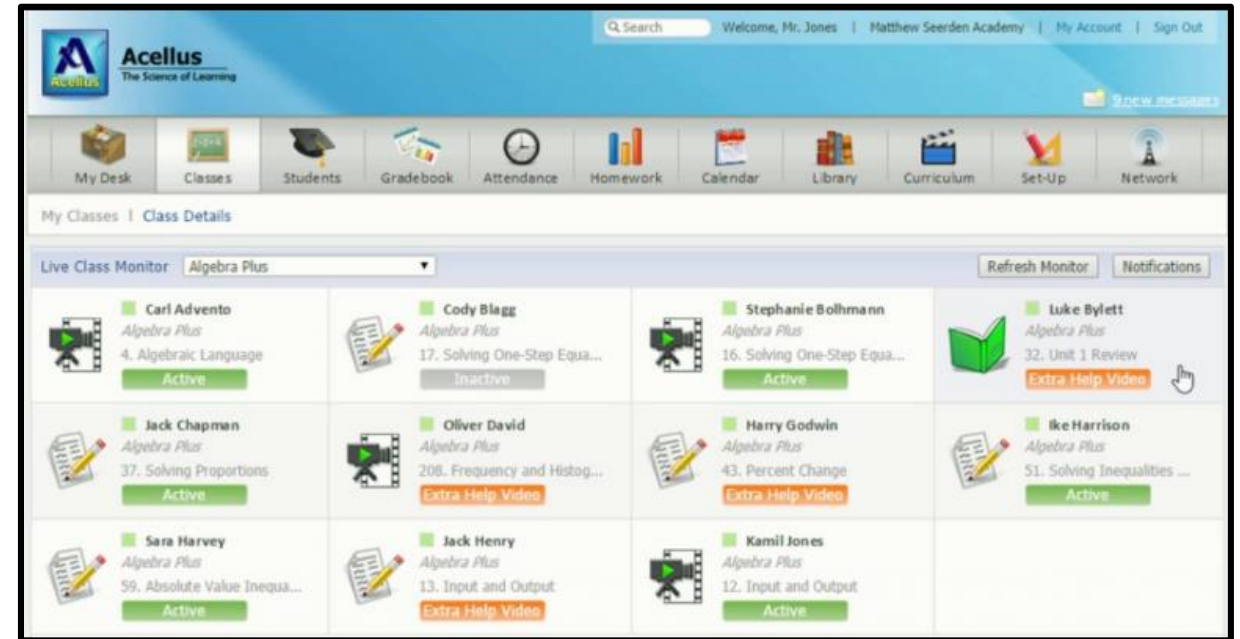 Search Welcome, Mr. Jones | Matthew Seerden Academy | My Account | Sign Out
Acellus
Acellus
The Science of Learning
9 new messages
My Desk Classes Students Gradebook Attendance Homework Calendar Library Curriculum Set-Up Network
My Classes | Class Details
Live Class Monitor Algebra Plus Refresh Monitor Notifications
Carl Advento
Algebra Plus
4. Algebraic Language
Active
Cody Blagg
Algebra Plus
17. Solving One-Step Equa...
Inactive
Stephanie Bolhmann
Algebra Plus
16. Solving One-Step Equa...
Active
Luke Bylett
Algebra Plus
32. Unit 1 Review
Extra Help Video
Jack Chapman
Algebra Plus
37. Solving Proportions
Active
Oliver David
Algebra Plus
208. Frequency and Histog...
Extra Help Video
Harry Godwin
Algebra Plus
43. Percent Change
Extra Help Video
Ike Harrison
Algebra Plus
51. Solving Inequalities ...
Active
Sara Harvey
Algebra Plus
59. Absolute Value Inequa...
Active
Jack Henry
Algebra Plus
13. Input and Output
Extra Help Video
Kamil Jones
Algebra Plus
12. Input and Output
Active